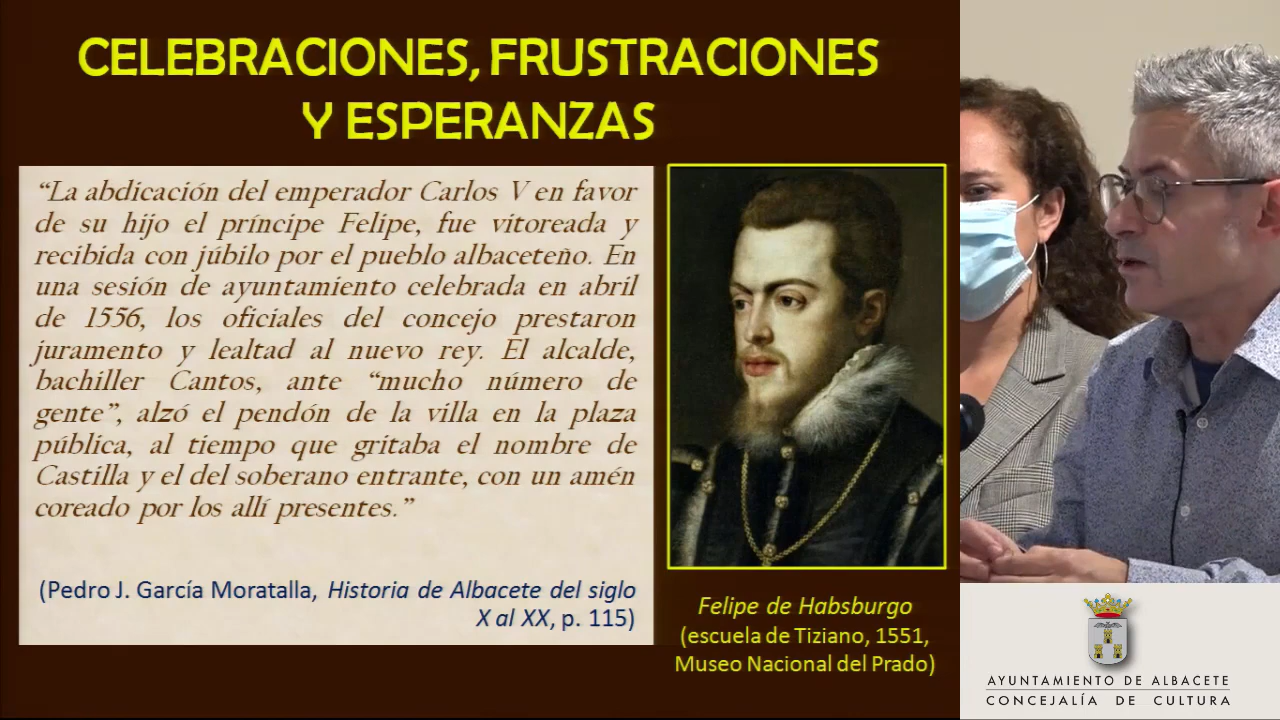 CELEBRACIONES, FRUSTRACIONES
Y ESPERANZAS
“La abdicación del emperador Carlos V en favor
de su hijo el príncipe Felipe, fue vitoreada y
recibida con júbilo por el pueblo albaceteño. En
una sesión de ayuntamiento celebrada en abril
de 1556, los oficiales del concejo prestaron
juramento y lealtad al nuevo rey. El alcalde,
bachiller Cantos, ante “mucho número de
gente”, alzó el pendón de la villa en la plaza
pública, al tiempo que gritaba el nombre de
Castilla y el del soberano entrante, con un amén
coreado por los allí presentes.”
(Pedro J. García Moratalla, Historia de Albacete del siglo
X al XX, p. 115)
Felipe de Habsburgo
(escuela de Tiziano, 1551,
Museo Nacional del Prado)
AYUNTAMIENTO DE ALBACETE
CONCEJALÍA DE CULTURA